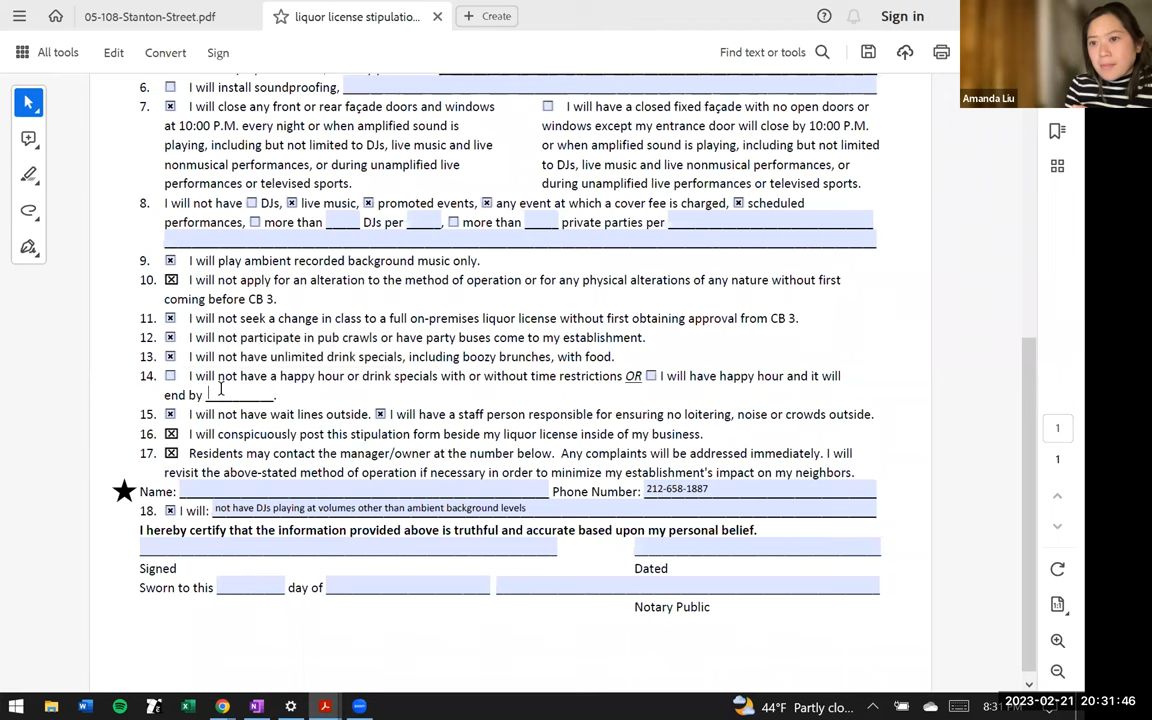 05-108-Stanton-Street.pdf
liquor license stipulatio...
Create
Sign in
All tools
Edit
Convert
Sign
Find text or tools
Amanda Liu
6. I will install soundproofing,
7. I will close any front or rear façade doors and windows
at 10:00 P.M. every night or when amplified sound is
playing, including but not limited to DJs, live music and live
nonmusical performances, or during unamplified live
performances or televised sports.
I will have a closed fixed façade with no open doors or
windows except my entrance door will close by 10:00 P.M.
or when amplified sound is playing, including but not limited
to DJs, live music and live nonmusical performances, or
during unamplified live performances or televised sports.
8. I will not have DJs, live music, promoted events, any event at which a cover fee is charged, scheduled
performances, more than _____ DJs per _____, more than _____ private parties per
9. I will play ambient recorded background music only.
10. I will not apply for an alteration to the method of operation or for any physical alterations of any nature without first
coming before CB 3.
11. I will not seek a change in class to a full on-premises liquor license without first obtaining approval from CB 3.
12. I will not participate in pub crawls or have party buses come to my establishment.
13. I will not have unlimited drink specials, including boozy brunches, with food.
14. I will not have a happy hour or drink specials with or without time restrictions OR I will have happy hour and it will
end by __________.
15. I will not have wait lines outside. I will have a staff person responsible for ensuring no loitering, noise or crowds outside.
16. I will conspicuously post this stipulation form beside my liquor license inside of my business.
17. Residents may contact the manager/owner at the number below. Any complaints will be addressed immediately. I will
revisit the above-stated method of operation if necessary in order to minimize my establishment's impact on my neighbors.
Name: Phone Number: 212-658-1887
18. I will: not have DJs playing at volumes other than ambient background levels
I hereby certify that the information provided above is truthful and accurate based upon my personal belief.
Signed Dated
Sworn to this day of
Notary Public
1
1
44°F Partly clo...
8:31
2023-02-21 20:31:46